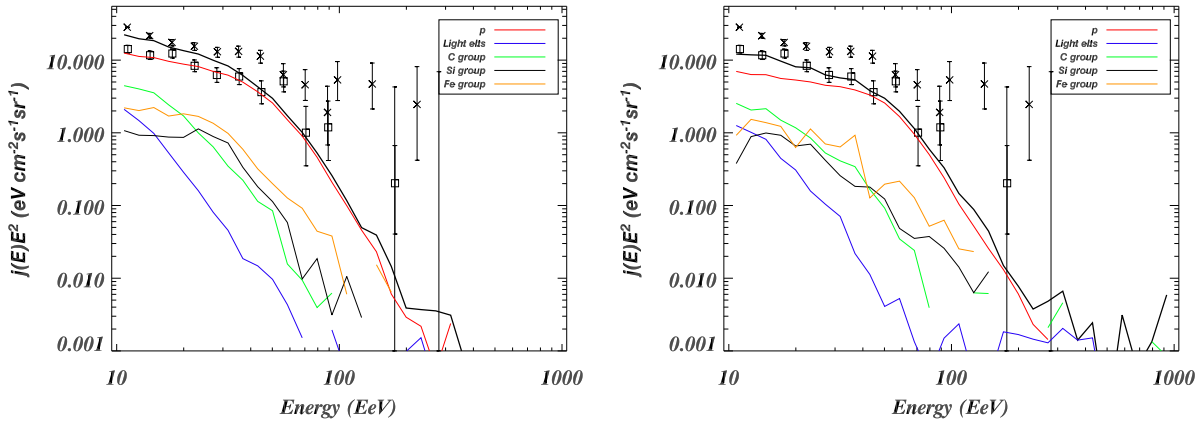 j(E)E² (eV cm⁻²s⁻¹sr⁻¹)
10.000
1.000
0.100
0.010
0.001
p
Light elts
C group
Si group
Fe group
10
100
1000
Energy (EeV)
j(E)E² (eV cm⁻²s⁻¹sr⁻¹)
10.000
1.000
0.100
0.010
0.001
p
Light elts
C group
Si group
Fe group
10
100
1000
Energy (EeV)